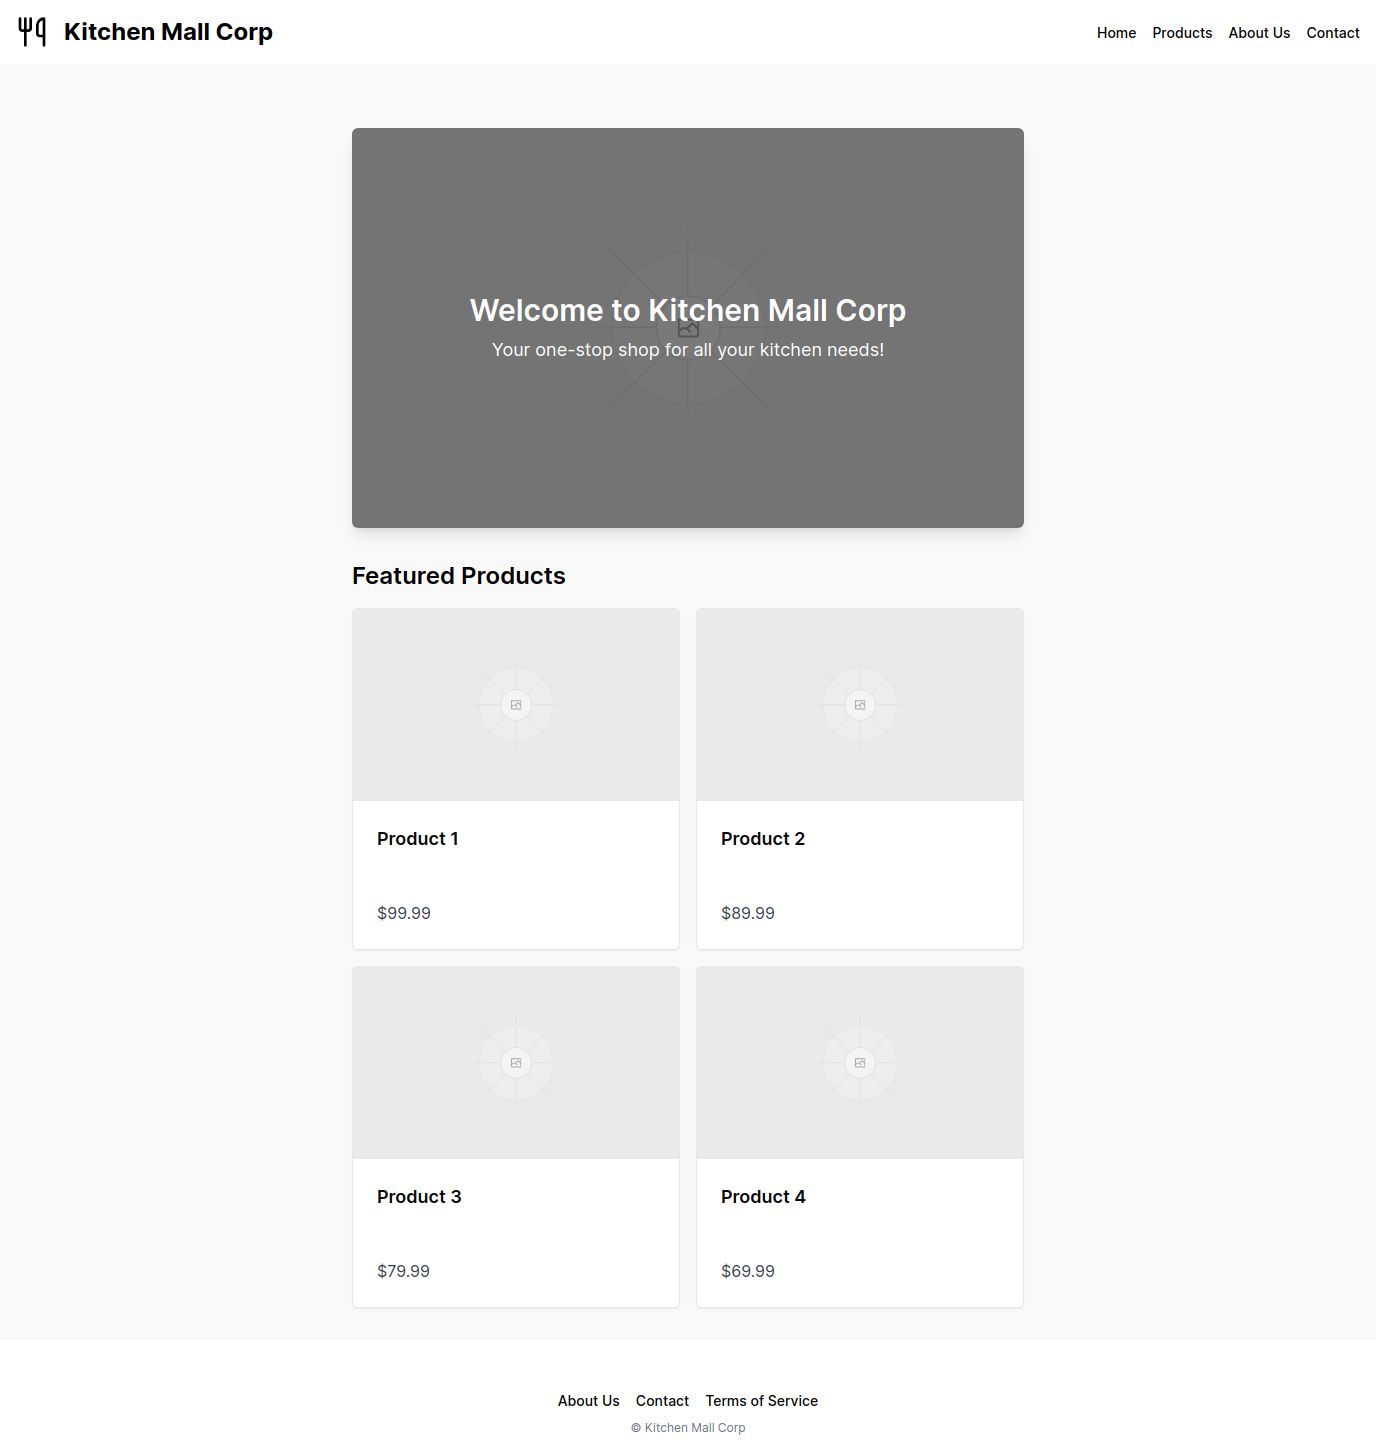 Kitchen Mall Corp
Home Products About Us Contact
Welcome to Kitchen Mall Corp
Your one-stop shop for all your kitchen needs!
Featured Products
Product 1
$99.99
Product 2
$89.99
Product 3
$79.99
Product 4
$69.99
About Us Contact Terms of Service
© Kitchen Mall Corp